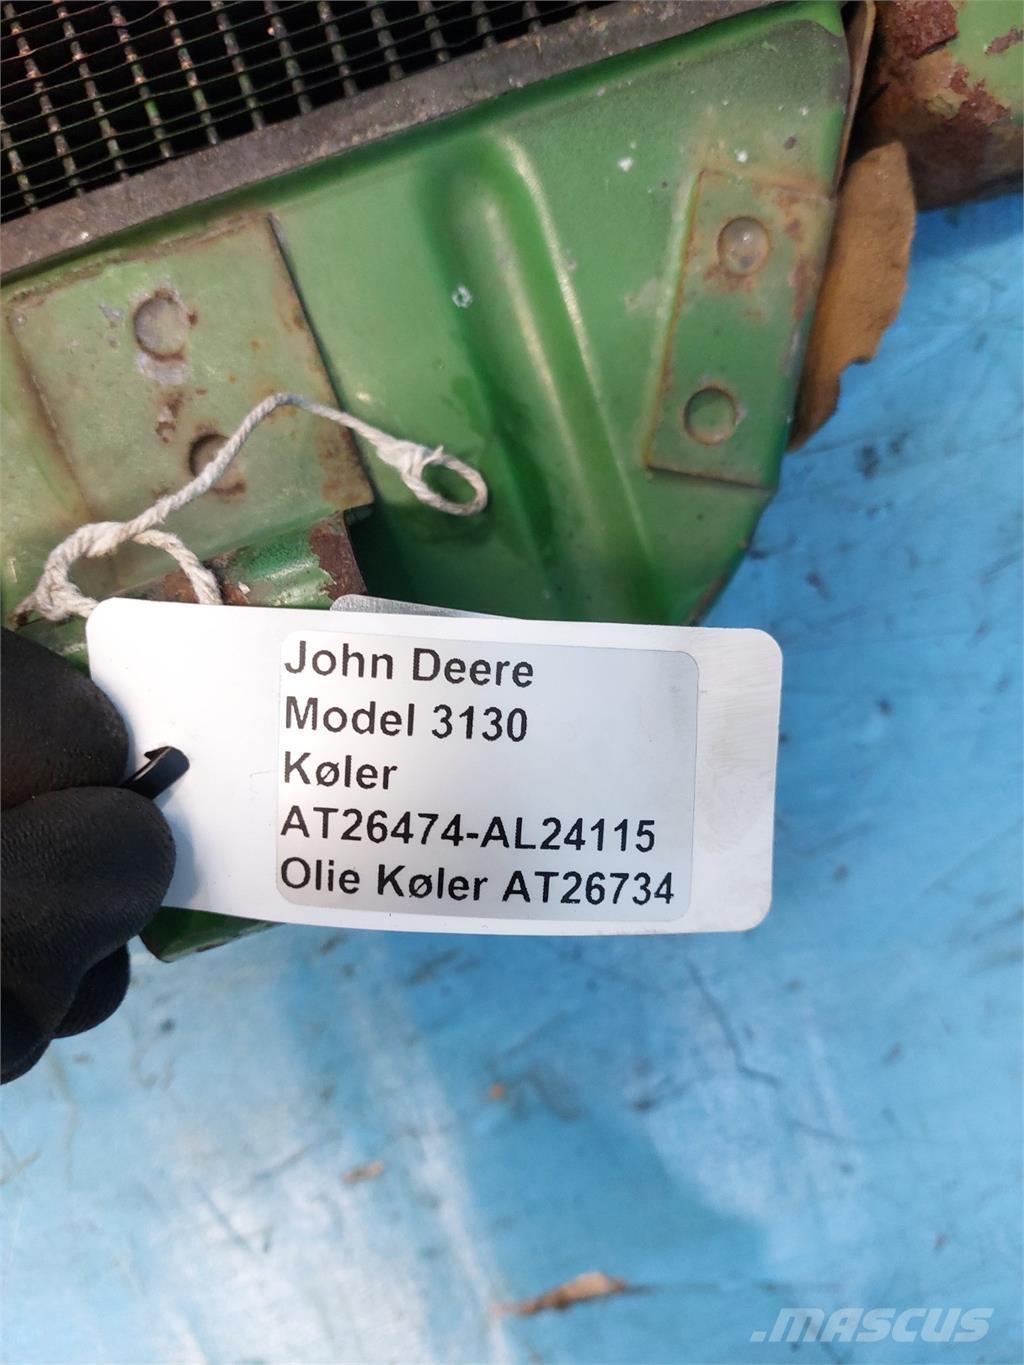 John Deere
Model 3130
Køler
AT26474-AL24115
Olie Køler AT26734
.MASCUS